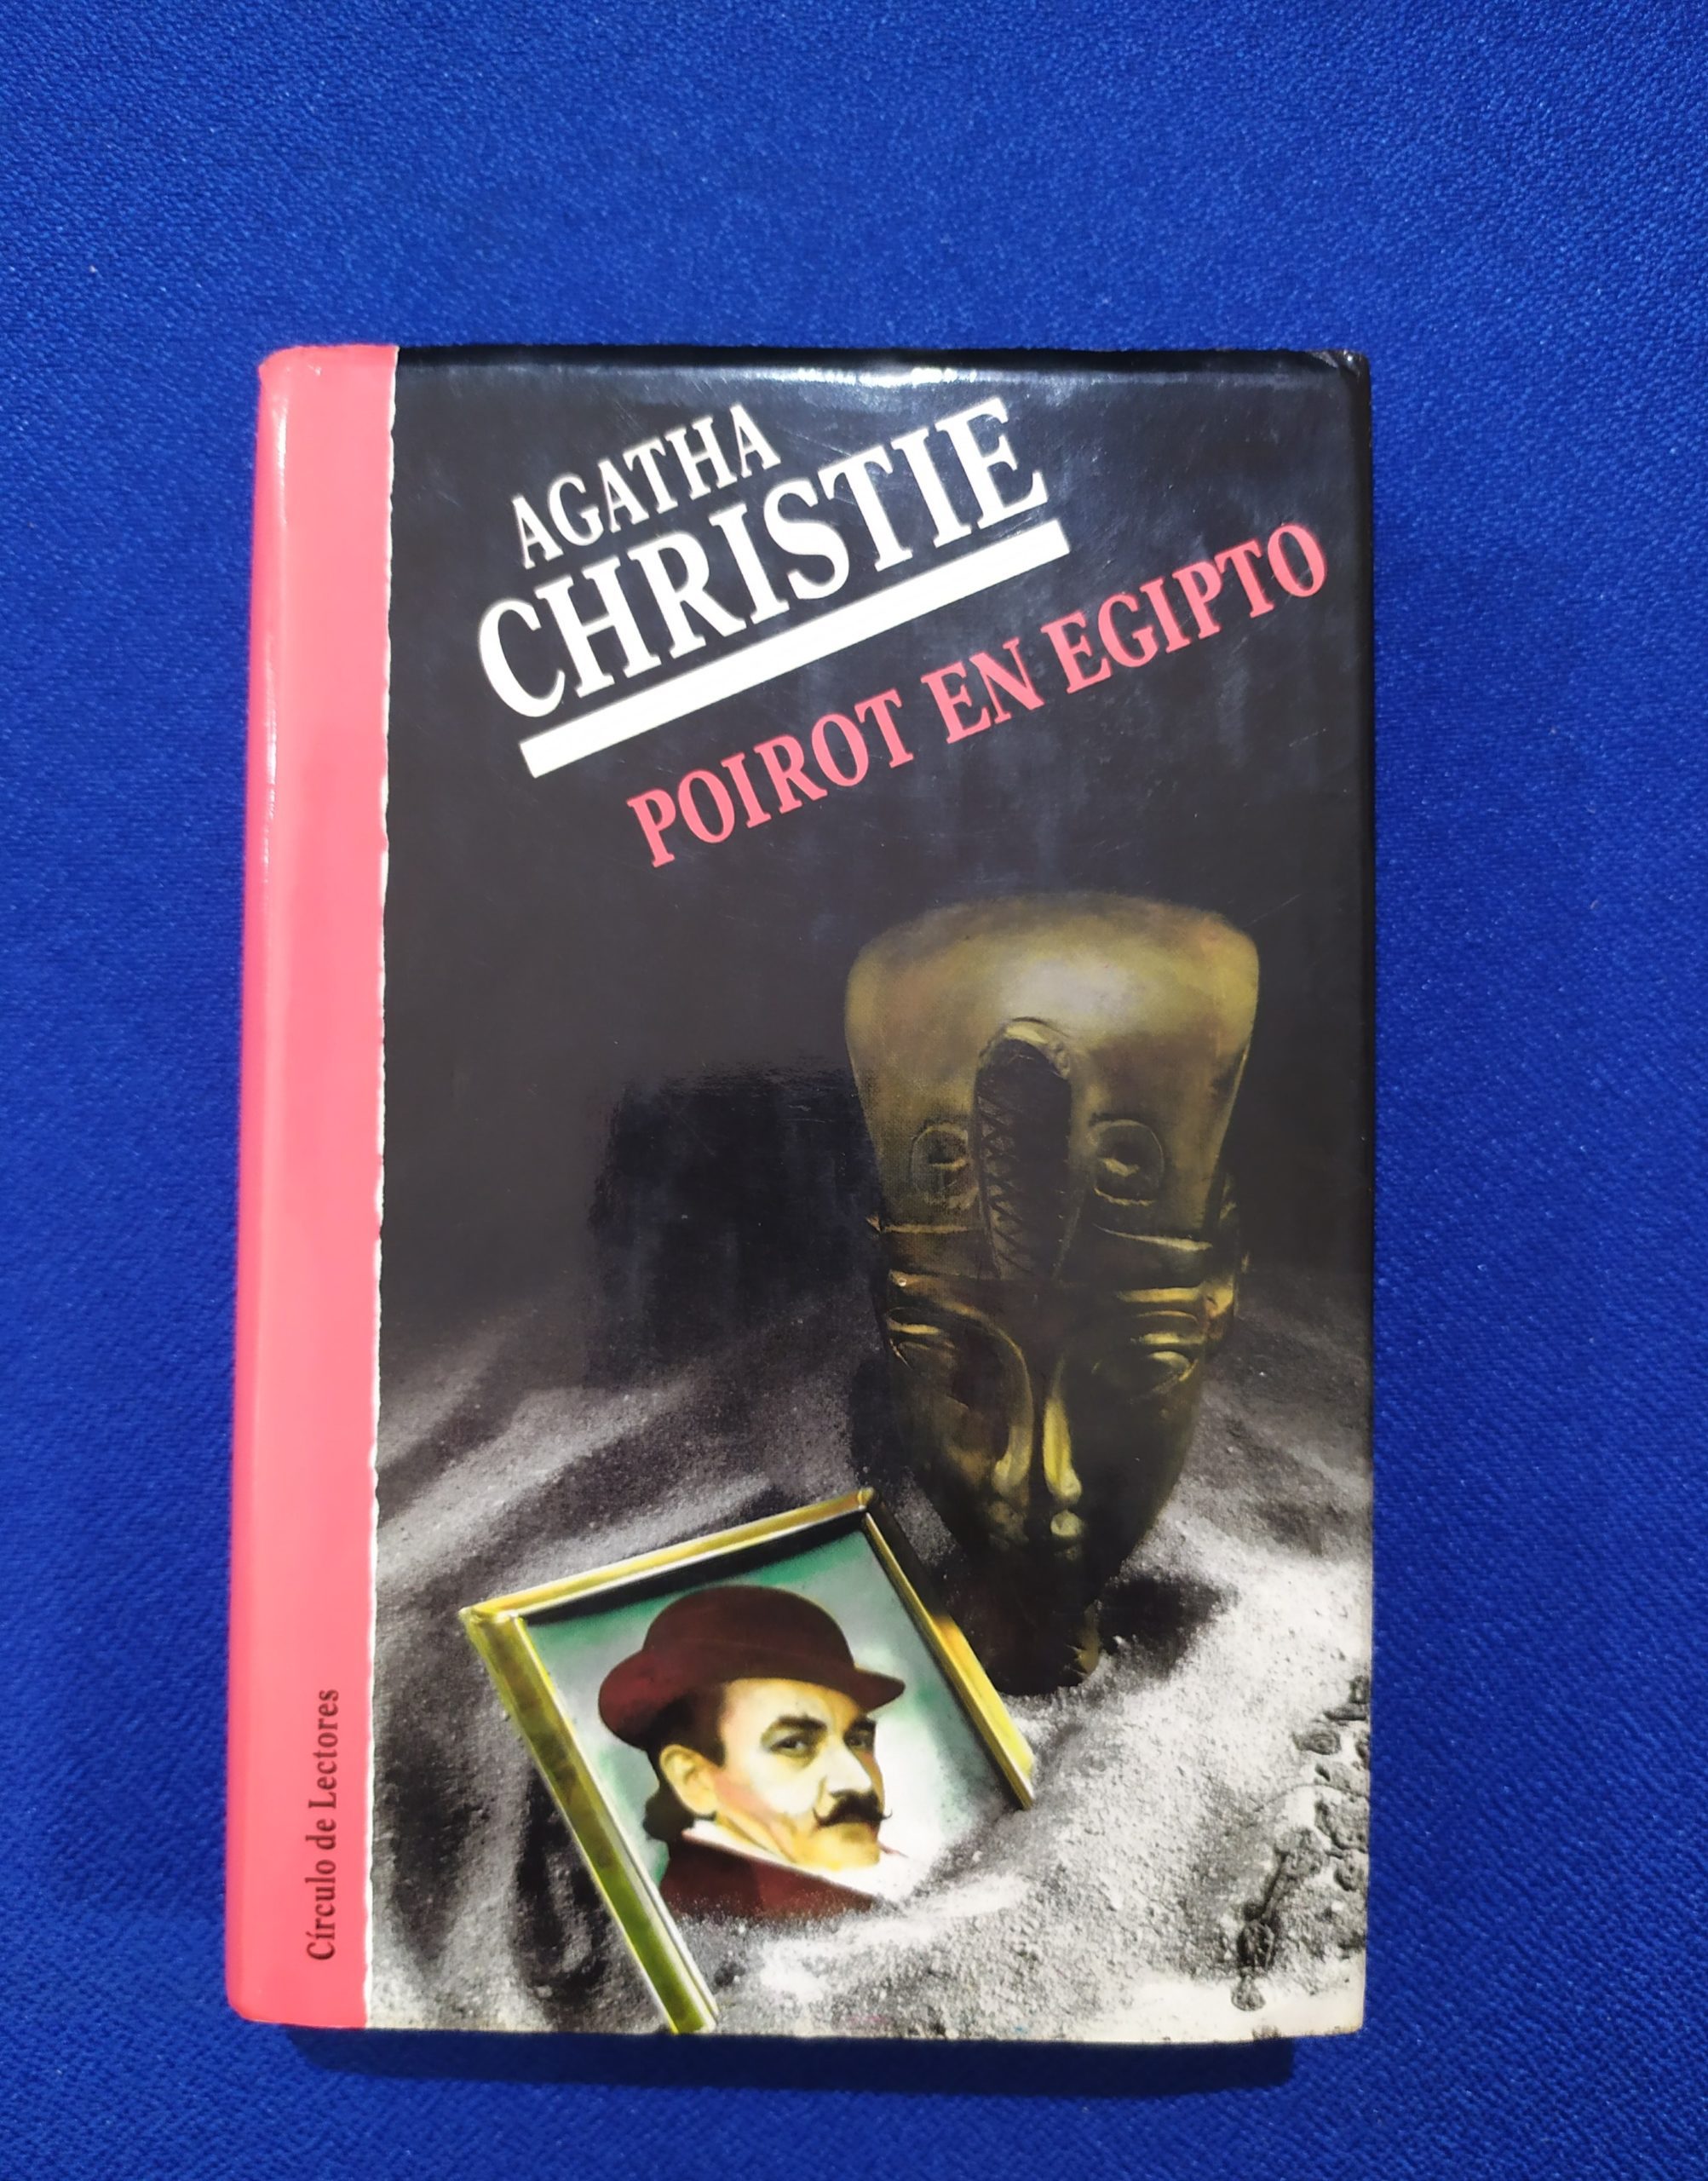 AGATHA
CHRISTIE
POIROT EN EGIPTO
Círculo de Lectores